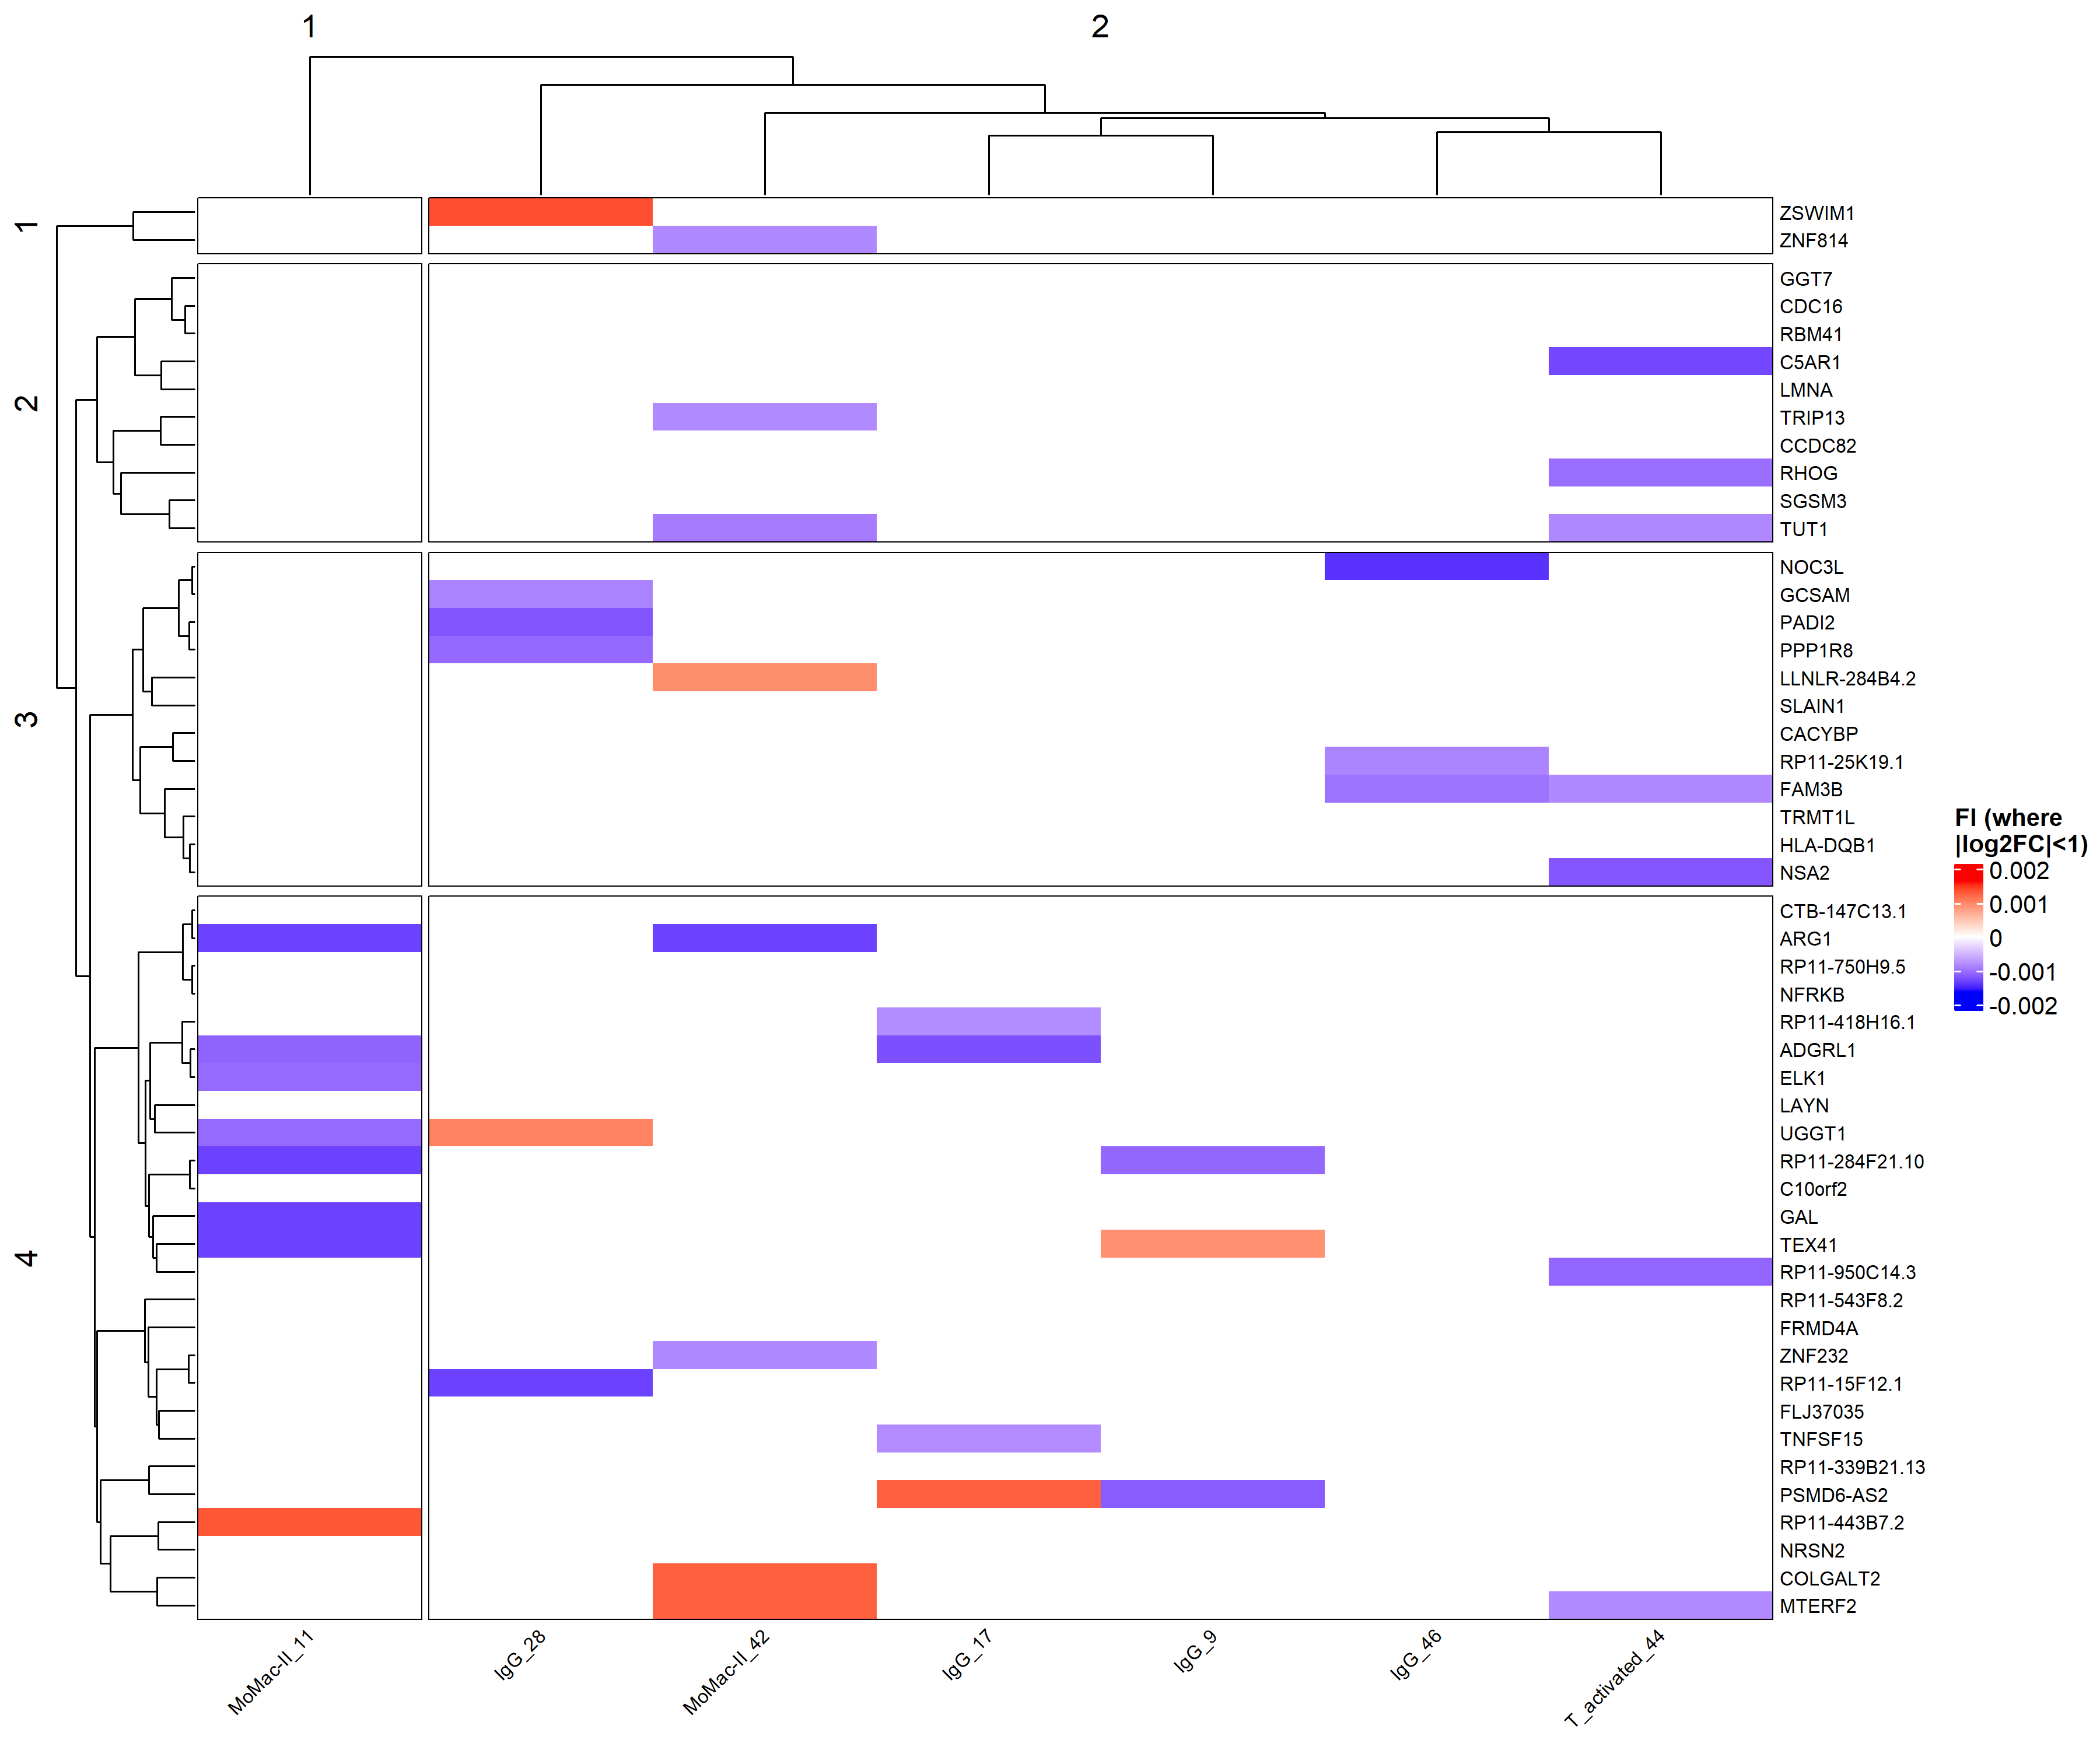 1
2
1
2
3
4
ZSWIM1
ZNF814
GGT7
CDC16
RBM41
C5AR1
LMNA
TRIP13
CCDC82
RHOG
SGSM3
TUT1
NOC3L
GCSAM
PADI2
PPP1R8
LLNLR-284B4.2
SLAIN1
CACYBP
RP11-25K19.1
FAM3B
TRMT1L
HLA-DQB1
NSA2
CTB-147C13.1
ARG1
RP11-750H9.5
NFRKB
RP11-418H16.1
ADGRL1
ELK1
LAYN
UGGT1
RP11-284F21.10
C10orf2
GAL
TEX41
RP11-950C14.3
RP11-543F8.2
FRMD4A
ZNF232
RP11-15F12.1
FLJ37035
TNFSF15
RP11-339B21.13
PSMD6-AS2
RP11-443B7.2
NRSN2
COLGALT2
MTERF2
MoMac-II_11
IgG_28
MoMac-II_42
IgG_17
IgG_9
IgG_46
T_activated_44
FI (where
|log2FC|<1)
0.002
0.001
0
-0.001
-0.002